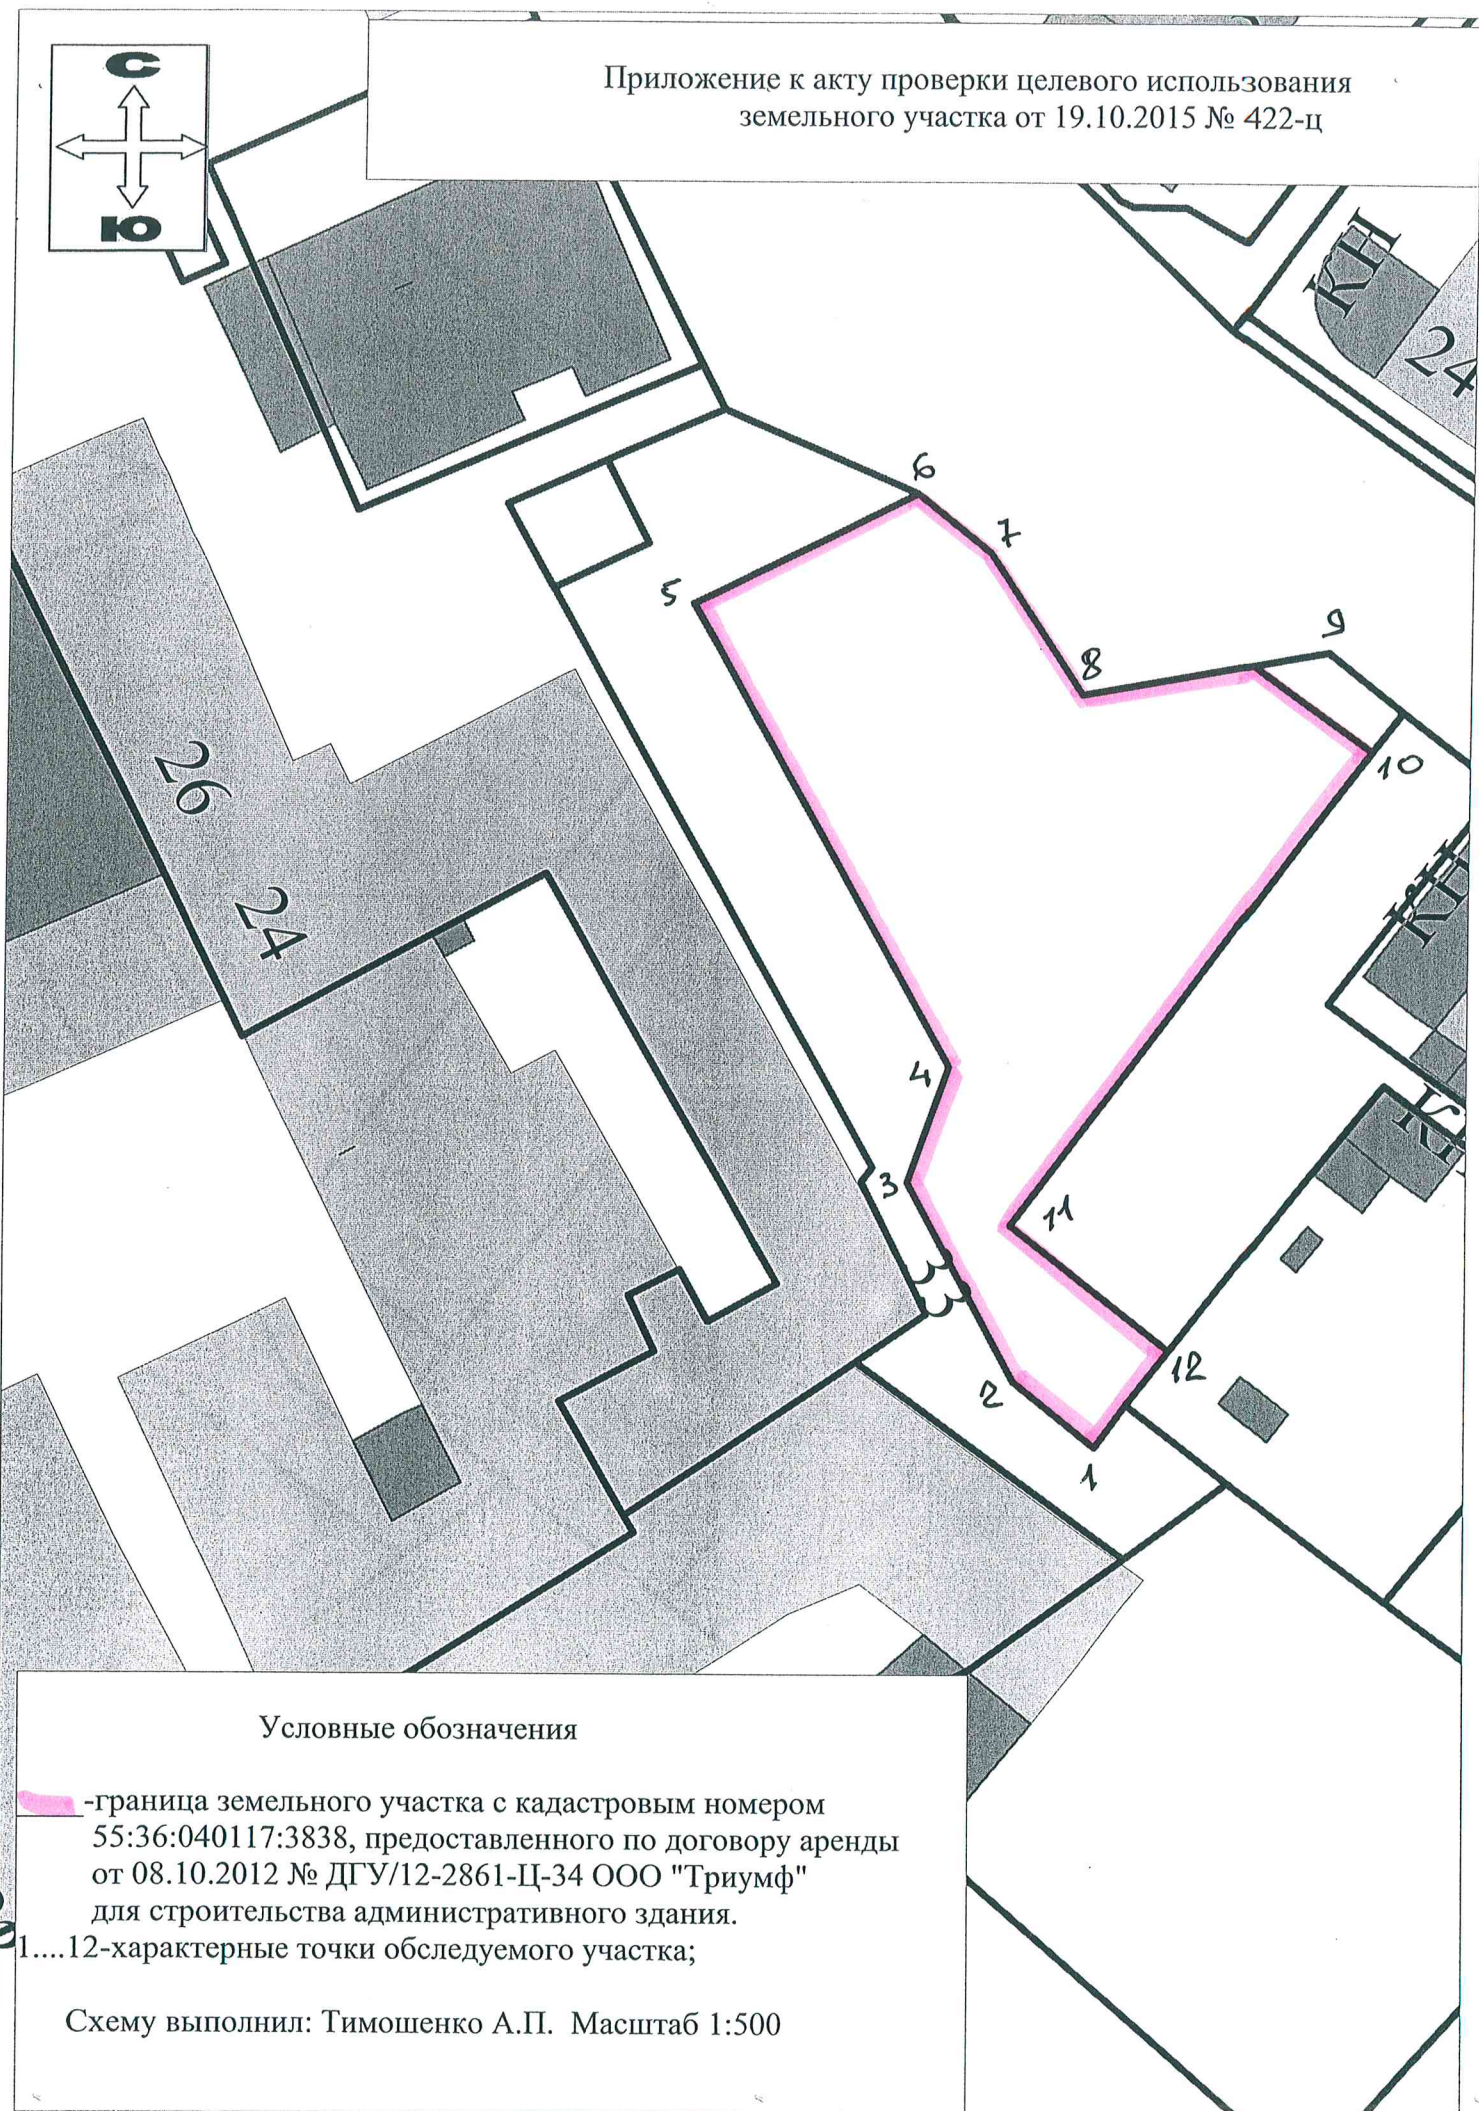 С
Ю
Приложение к акту проверки целевого использования
земельного участка от 19.10.2015 № 422-ц
КН
24
6
7
5
8
9
10
26
24
КН
4
3
11
12
2
1
Условные обозначения
-граница земельного участка с кадастровым номером
55:36:040117:3838, предоставленного по договору аренды
от 08.10.2012 № ДГУ/12-2861-Ц-34 ООО "Триумф"
для строительства административного здания.
1....12-характерные точки обследуемого участка;
Схему выполнил: Тимошенко А.П. Масштаб 1:500